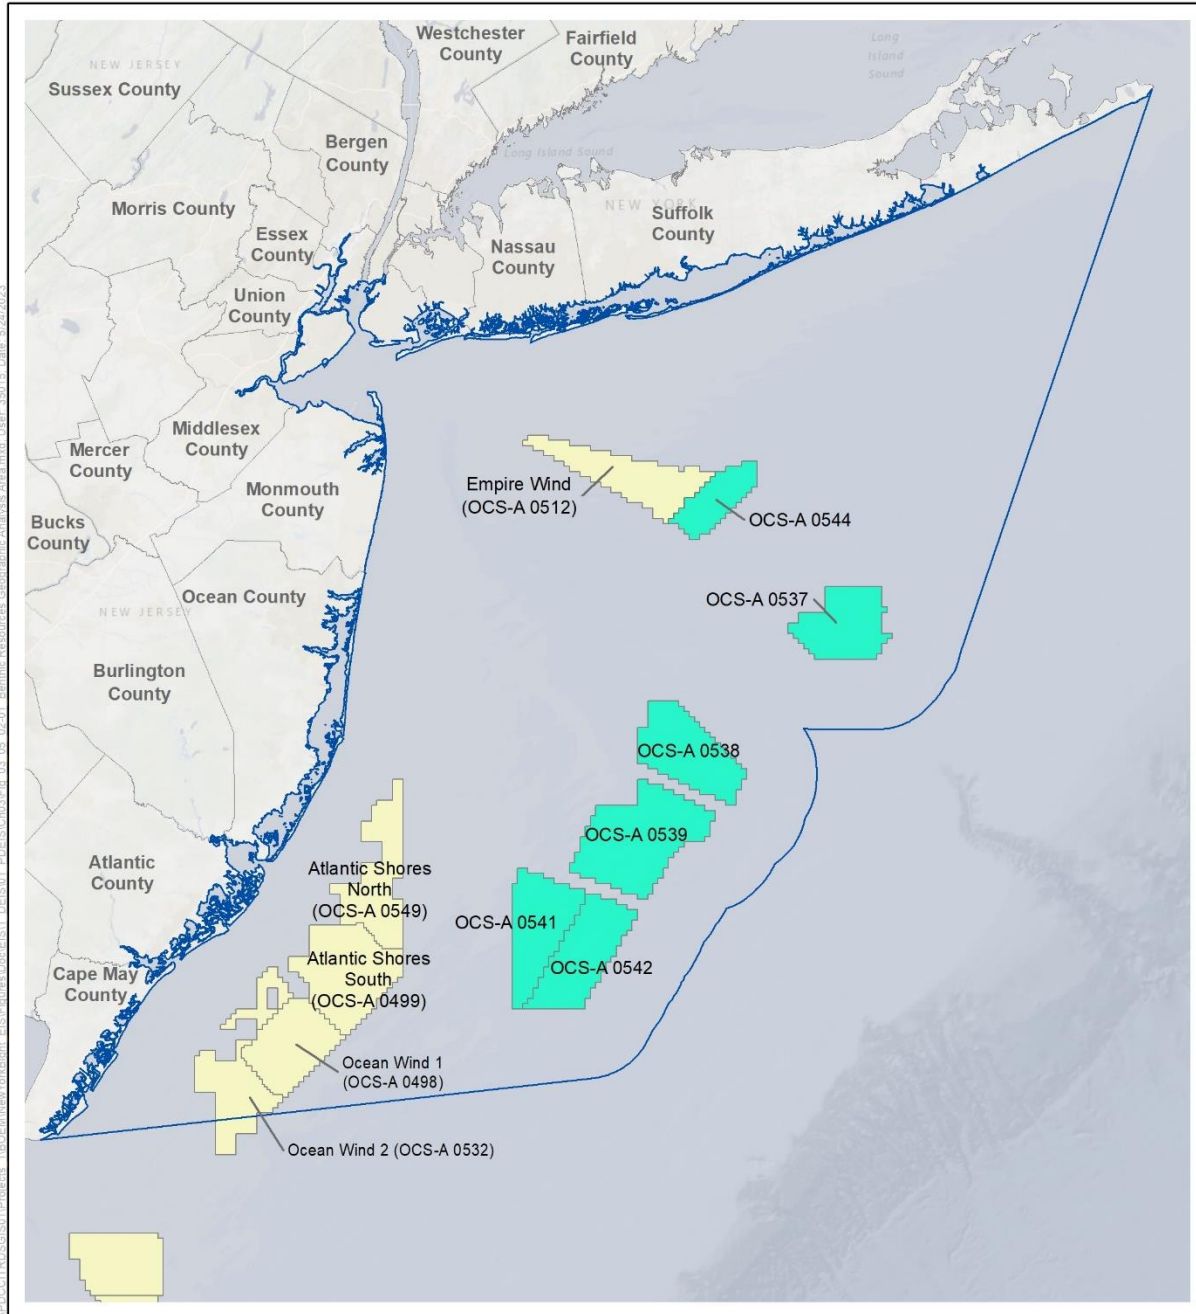 Westchester
County
Fairfield
County
Long
Island
Sound
NEW JERSEY
Sussex County
Bergen
County
Long Island Sound
Morris County
NEW YORK
Suffolk
County
Essex
County
Nassau
County
Union
County
Middlesex
County
Mercer
County
Monmouth
County
Empire Wind
(OCS-A 0512)
OCS-A 0544
Bucks
County
Ocean County
OCS-A 0537
NEW JERSEY
Burlington
County
OCS-A 0538
OCS-A 0539
Atlantic
County
Atlantic Shores
North
(OCS-A 0549)
OCS-A 0541
Atlantic Shores
South
(OCS-A 0499)
OCS-A 0542
Cape May
County
Ocean Wind 1
(OCS-A 0498)
Ocean Wind 2 (OCS-A 0532)